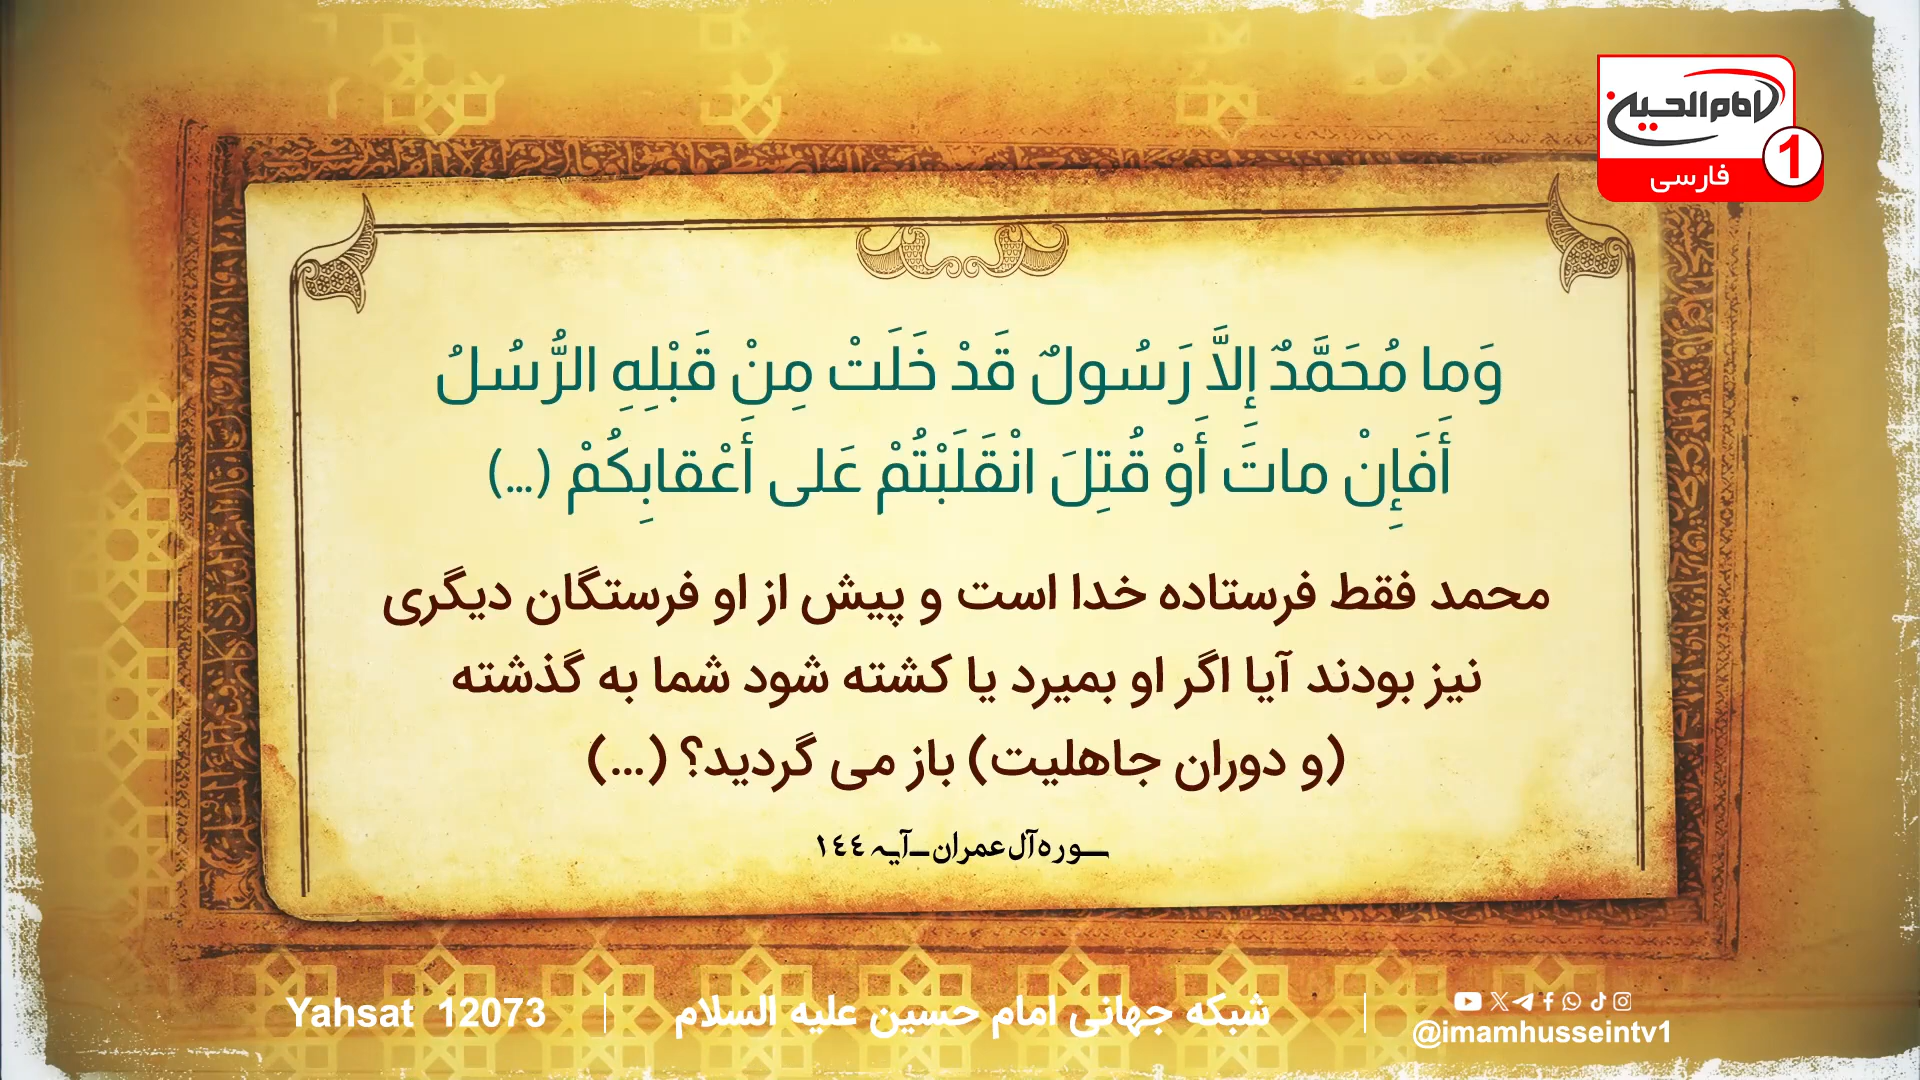 امام الحسین
فارسی
1
وَما مُحَمَّدٌ إِلاَّ رَسُولٌ قَدْ خَلَتْ مِنْ قَبْلِهِ الرُّسُلُ
أَفَإِنْ ماتَ أَوْ قُتِلَ انْقَلَبْتُمْ عَلى أَعْقابِكُمْ (...)
محمد فقط فرستاده خدا است و پیش از او فرستگان دیگری
نیز بودند آیا اگر او بمیرد یا کشته شود شما به گذشته
(و دوران جاهلیت) باز می گردید؟ (...)
سوره آل عمران - آیه ١٤٤
Yahsat 12073
شبکه جهانی امام حسین علیه السلام
@imamhusseintv1